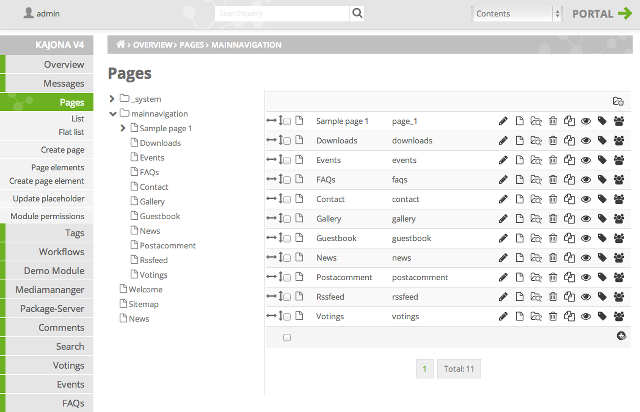 admin
Searchquery
Contents
PORTAL
KAJONA V4
OVERVIEW › PAGES › MAINNAVIGATION
Overview
Messages
Pages
List
Flat list
Create page
Page elements
Create page element
Update placeholder
Module permissions
Tags
Workflows
Demo Module
Mediamananger
Package-Server
Comments
Search
Votings
Events
FAQs
Pages
_system
mainnavigation
Sample page 1
Downloads
Events
FAQs
Contact
Gallery
Guestbook
News
Postacomment
Rssfeed
Votings
Welcome
Sitemap
News
Sample page 1 page_1
Downloads downloads
Events events
FAQs faqs
Contact contact
Gallery gallery
Guestbook guestbook
News news
Postacomment postacomment
Rssfeed rssfeed
Votings votings
1 Total: 11